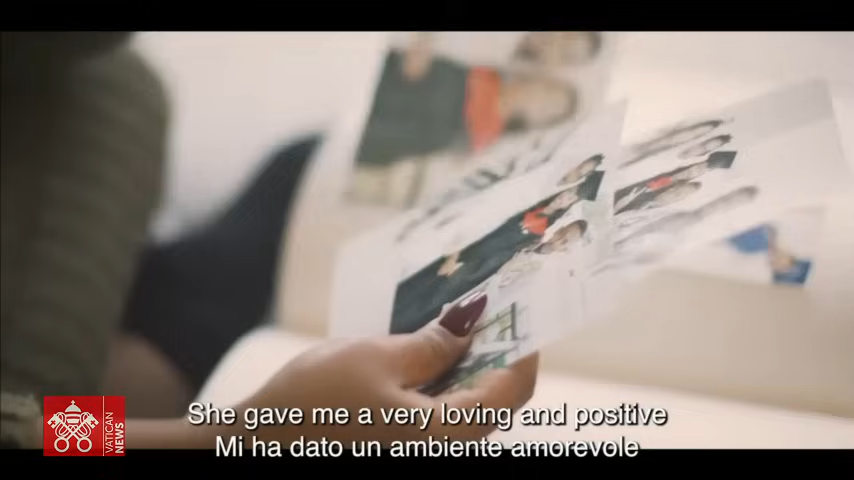 She gave me a very loving and positive
Mi ha dato un ambiente amorevole
VATICAN
NEWS